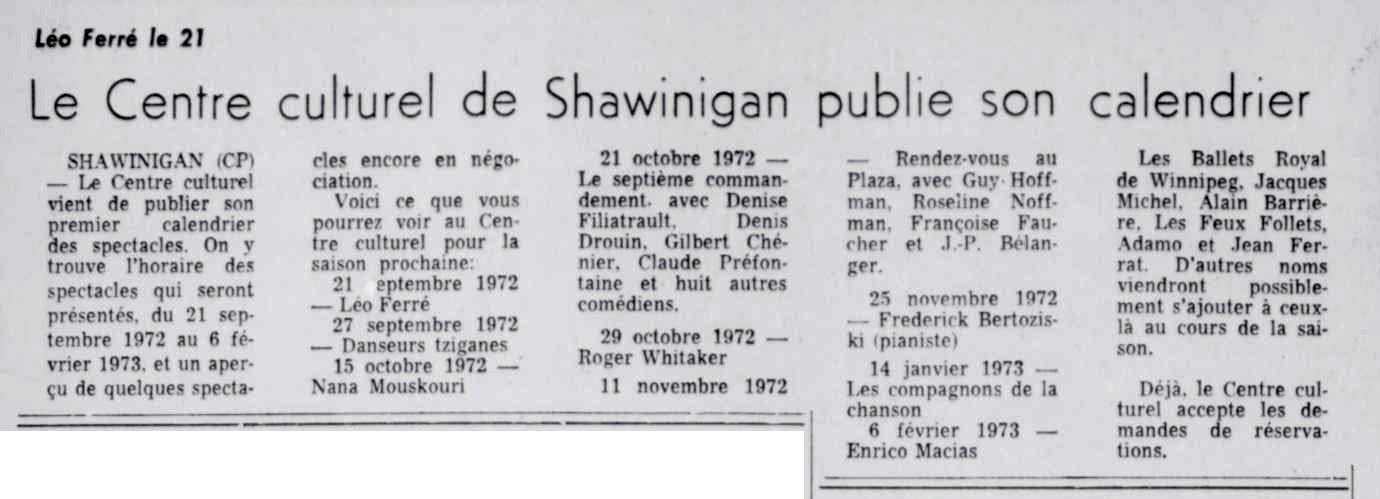 Léo Ferré le 21
Le Centre culturel de Shawinigan publie son calendrier
SHAWINIGAN (CP)
— Le Centre culturel
vient de publier son
premier calendrier
des spectacles. On y
trouve l'horaire des
spectacles qui seront
présentés, du 21 sep-
tembre 1972 au 6 fé-
vrier 1973, et un aper-
çu de quelques specta-
cles encore en négo-
ciation.
Voici ce que vous
pourrez voir au Cen-
tre culturel pour la
saison prochaine:
21 eptembre 1972
— Léo Ferré
27 septembre 1972
— Danseurs tziganes
15 octobre 1972 —
Nana Mouskouri
21 octobre 1972 —
Le septième comman-
dement, avec Denise
Filiatrault, Denis
Drouin, Gilbert Ché-
nier, Claude Préfon-
taine et huit autres
comédiens.
29 octobre 1972 —
Roger Whitaker
11 novembre 1972
— Rendez-vous au
Plaza, avec Guy Hoff-
man, Roseline Noff-
man, Françoise Fau-
cher et J.-P. Bélan-
ger.
25 novembre 1972
— Frederick Bertozis-
ki (pianiste)
14 janvier 1973 —
Les compagnons de la
chanson
6 février 1973 —
Enrico Macias
Les Ballets Royal
de Winnipeg, Jacques
Michel, Alain Barriè-
re, Les Feux Follets,
Adamo et Jean Fer-
rat. D'autres noms
viendront possible-
ment s'ajouter à ceux-
là au cours de la sai-
son.
Déjà, le Centre cul-
turel accepte les de-
mandes de réserva-
tions.